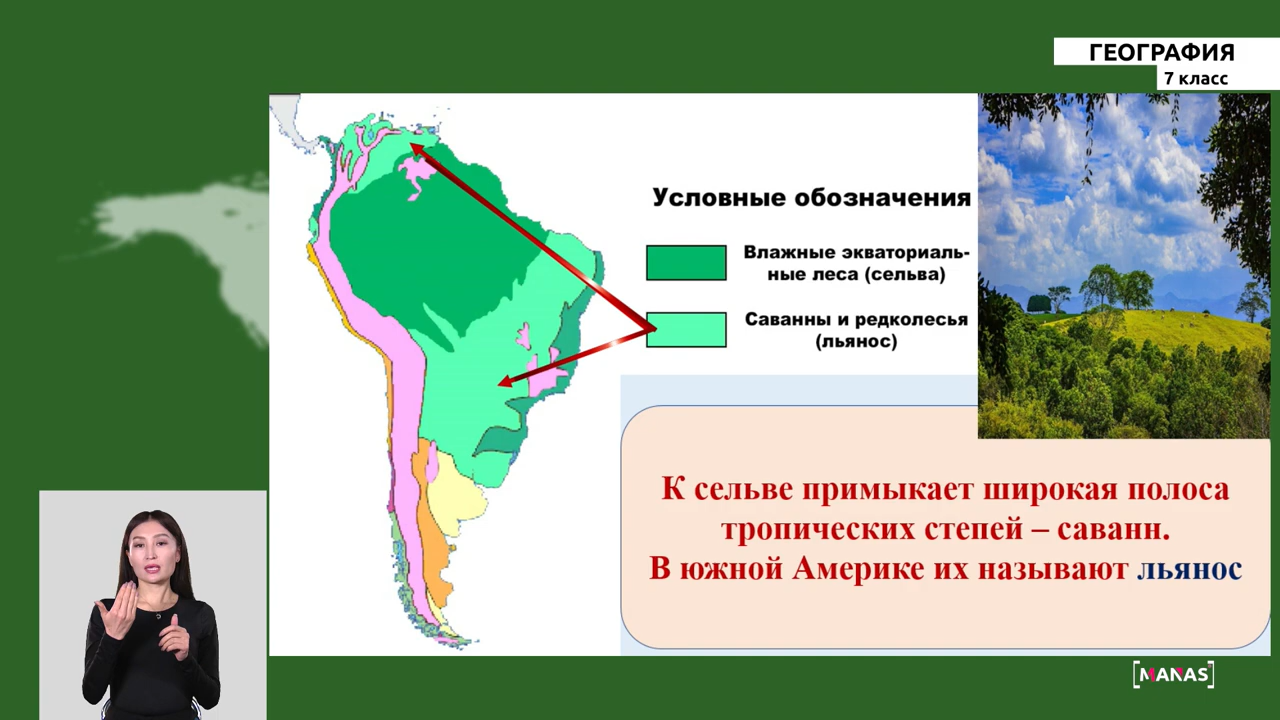 ГЕОГРАФИЯ
7 класс
Условные обозначения
Влажные экваториаль-
ные леса (сельва)
Саванны и редколесья
(льянос)
К сельве примыкает широкая полоса
тропических степей – саванн.
В южной Америке их называют льянос
MANAS